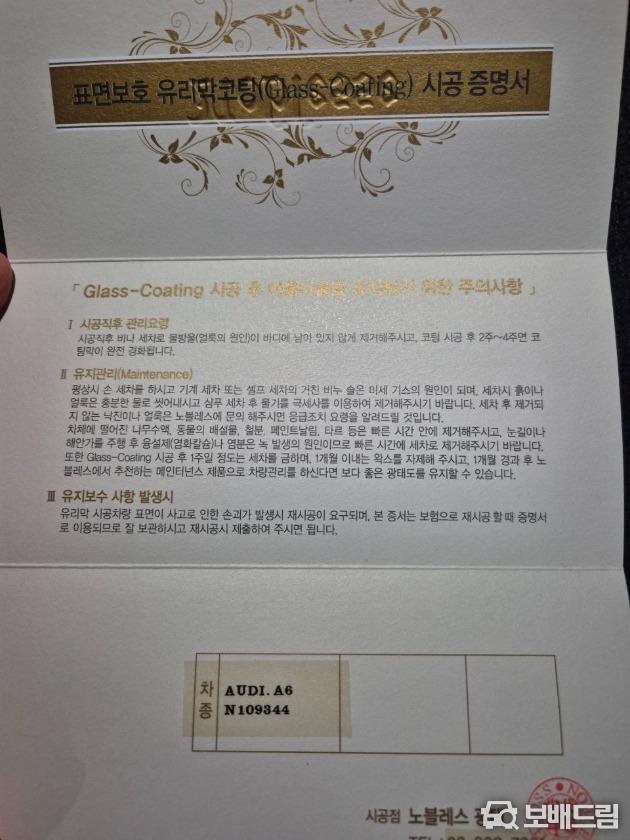 표면보호 유리막코팅(Glass-Coating) 시공 증명서
「 Glass-Coating 시공 후 유지하기 위한 주의사항 」
Ⅰ 시공직후 관리요령
시공직후 비나 세차로 물방울(얼룩의 원인)이 바디에 남아 있지 않게 제거해주시고, 코팅 시공 후 2주~4주면 코
팅막이 완전 경화됩니다.
Ⅱ 유지관리(Maintenance)
평상시 손 세차를 하시고 기계 세차 또는 셀프 세차의 거친 비누 솔은 미세 기스의 원인이 되며, 세차시 흙이나
얼룩은 충분한 물로 씻어내시고 샴푸 세차 후 물기를 극세사를 이용하여 제거해주시기 바랍니다. 세차 후 제거되
지 않는 낙진이나 얼룩은 노블레스에 문의 해주시면 응급조치 요령을 알려드릴 것입니다.
차체에 떨어진 나무수액, 동물의 배설물, 철분, 페인트날림, 타르 등은 빠른 시간 안에 제거해주시고, 눈길이나
해안가를 주행 후 융설제(염화칼슘)나 염분은 녹 발생의 원인이므로 빠른 시간에 세차로 제거해주시기 바랍니다.
또한 Glass-Coating 시공 후 1주일 정도는 세차를 금하며, 1개월 이내는 왁스를 자제해 주시고, 1개월 경과 후 노
블레스에서 추천하는 메인터넌스 제품으로 차량관리를 하신다면 보다 좋은 광태도를 유지할 수 있습니다.
Ⅲ 유지보수 사항 발생시
유리막 시공차량 표면이 사고로 인한 손괴가 발생시 재시공이 요구되며, 본 증서는 보험으로 재시공 할 때 증명서
로 이용되므로 잘 보관하시고 재시공시 제출하여 주시면 됩니다.
차종
AUDI. A6
N109344
시공점 노블레스
보배드림